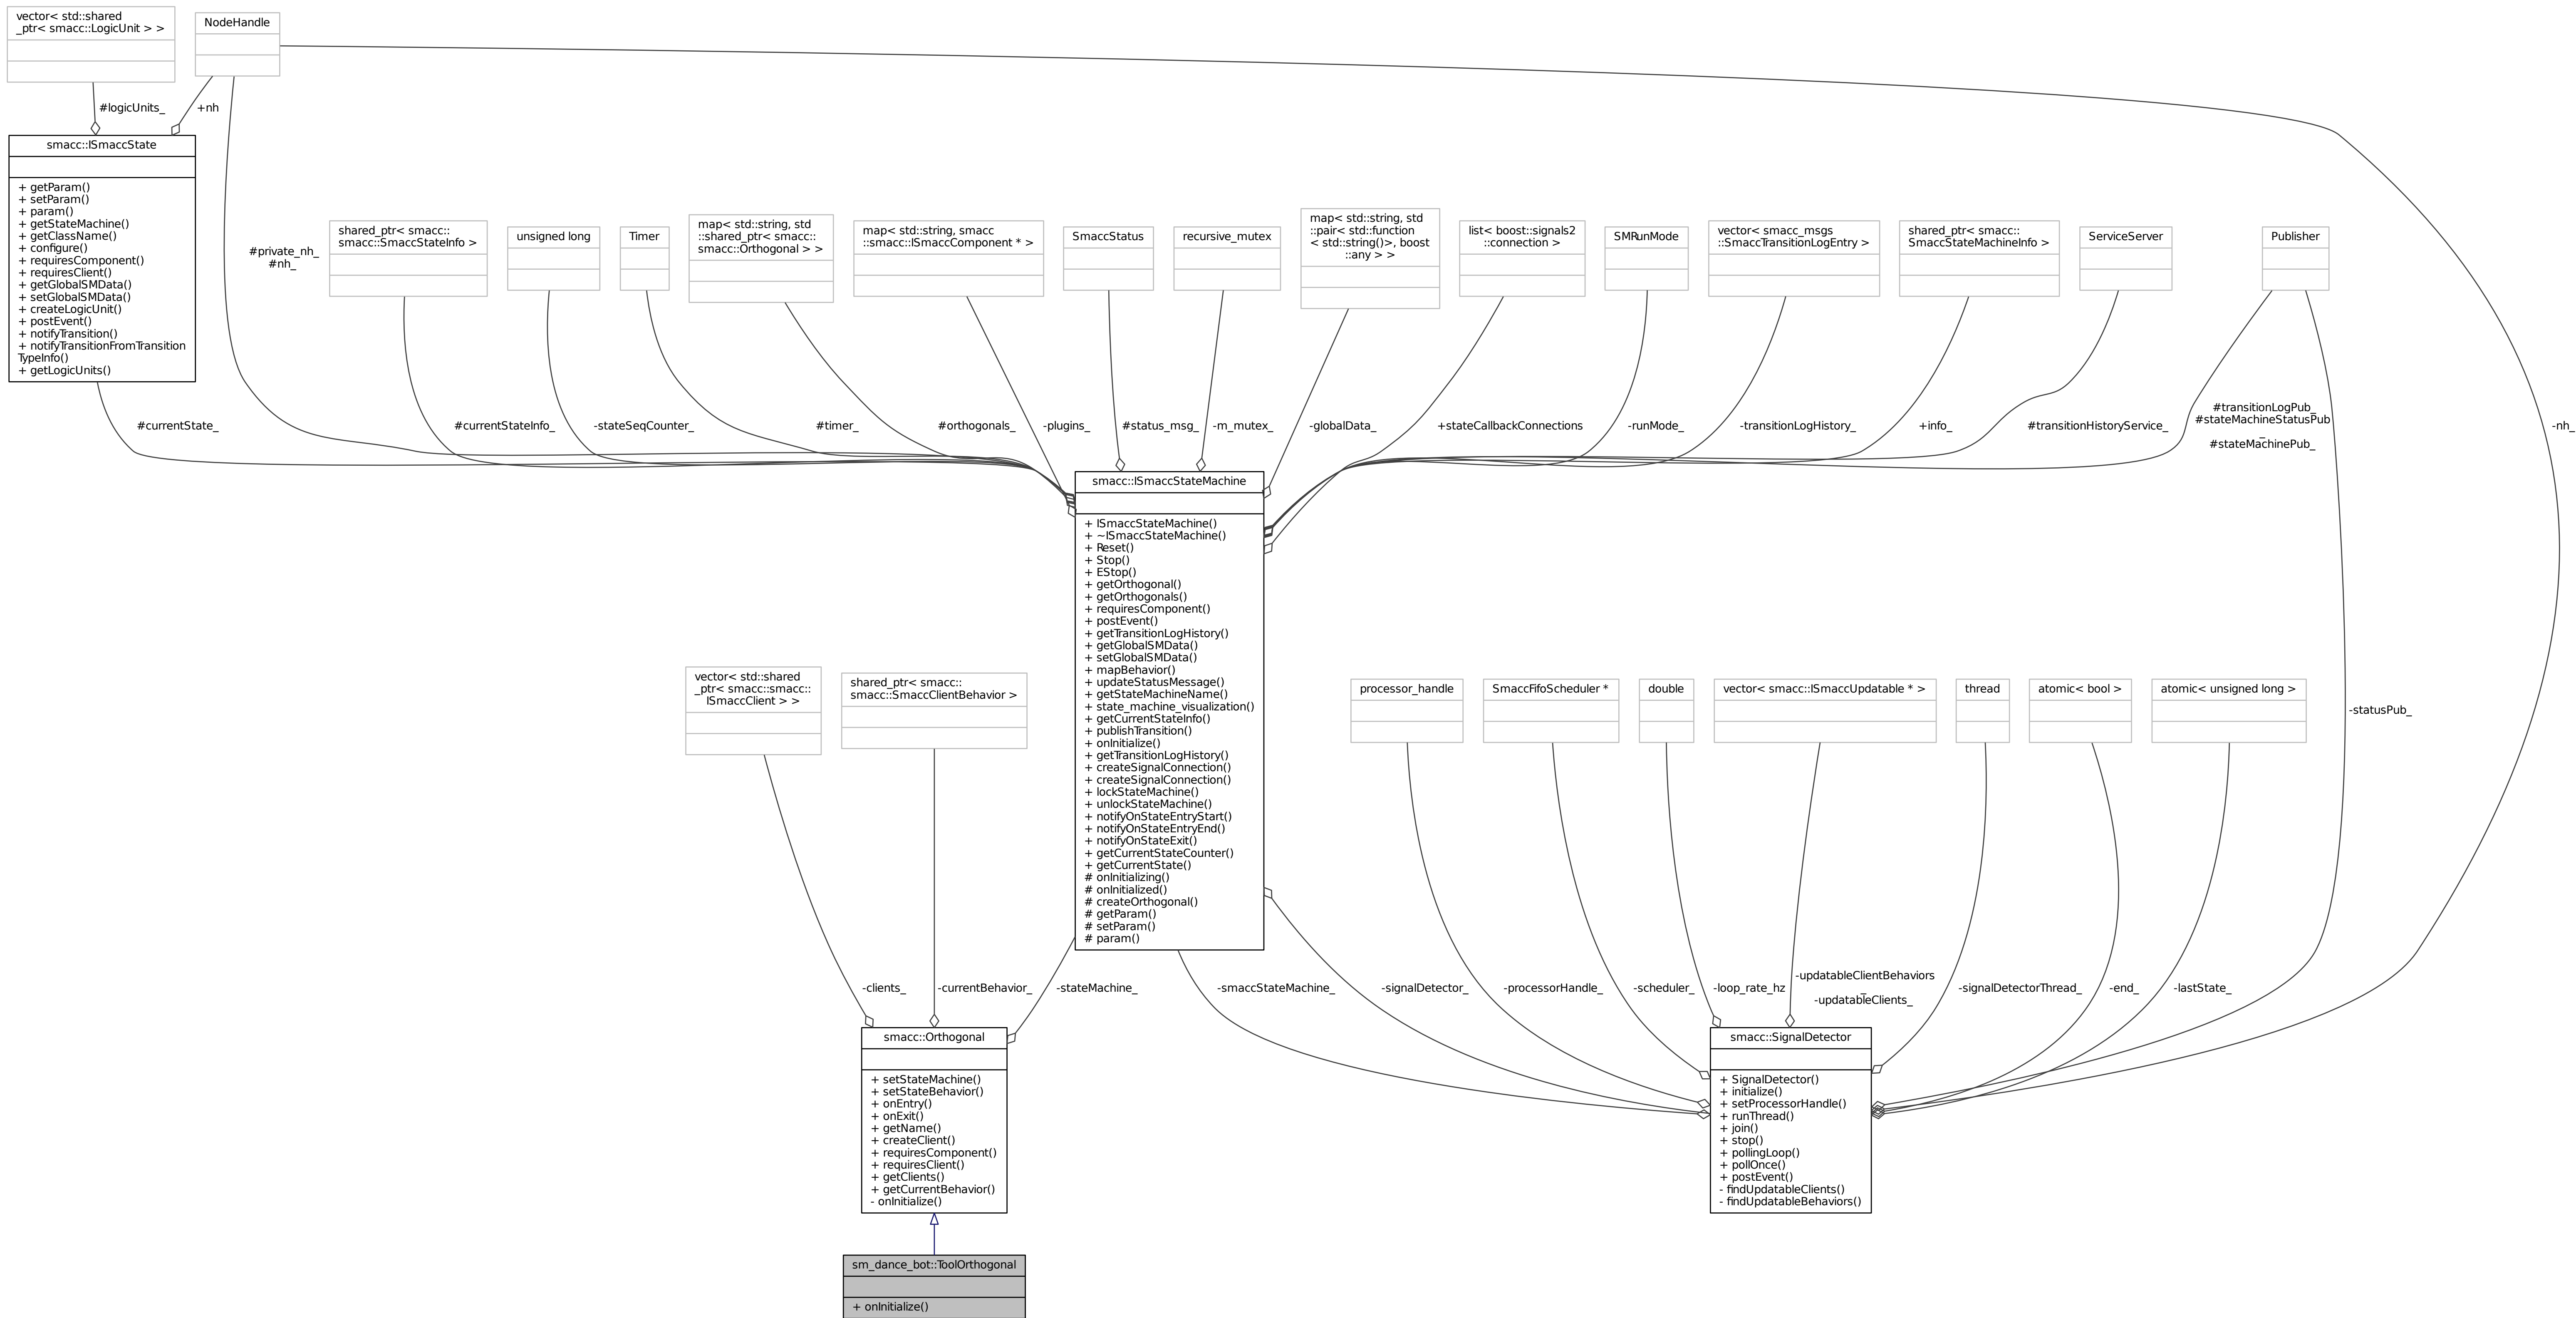 vector< std::shared
_ptr< smacc::LogicUnit > >
NodeHandle
#logicUnits_
+nh
smacc::ISmaccState
+ getParam()
+ setParam()
+ param()
+ getStateMachine()
+ getClassName()
+ configure()
+ requiresComponent()
+ requiresClient()
+ getGlobalSMData()
+ setGlobalSMData()
+ createLogicUnit()
+ postEvent()
+ notifyTransition()
+ notifyTransitionFromTransition
TypeInfo()
+ getLogicUnits()
#private_nh_
#nh_
shared_ptr< smacc::
smacc::SmaccStateInfo >
unsigned long
Timer
map< std::string, std
::shared_ptr< smacc::
smacc::Orthogonal > >
map< std::string, smacc
::smacc::ISmaccComponent * >
SmaccStatus
recursive_mutex
map< std::string, std
::pair< std::function
< std::string()>, boost
::any > >
list< boost::signals2
::connection >
SMRunMode
vector< smacc_msgs
::SmaccTransitionLogEntry >
shared_ptr< smacc::
SmaccStateMachineInfo >
ServiceServer
Publisher
#currentState_
#currentStateInfo_
-stateSeqCounter_
#timer_
#orthogonals_
-plugins_
#status_msg_
-m_mutex_
-globalData_
+stateCallbackConnections
-runMode_
-transitionLogHistory_
+info_
#transitionHistoryService_
#transitionLogPub_
#stateMachineStatusPub
_
#stateMachinePub_
-nh_
smacc::ISmaccStateMachine
+ ISmaccStateMachine()
+ ~ISmaccStateMachine()
+ Reset()
+ Stop()
+ EStop()
+ getOrthogonal()
+ getOrthogonals()
+ requiresComponent()
+ postEvent()
+ getTransitionLogHistory()
+ getGlobalSMData()
+ setGlobalSMData()
+ mapBehavior()
+ updateStatusMessage()
+ getStateMachineName()
+ state_machine_visualization()
+ getCurrentStateInfo()
+ publishTransition()
+ onInitialize()
+ getTransitionLogHistory()
+ createSignalConnection()
+ createSignalConnection()
+ lockStateMachine()
+ unlockStateMachine()
+ notifyOnStateEntryStart()
+ notifyOnStateEntryEnd()
+ notifyOnStateExit()
+ getCurrentStateCounter()
+ getCurrentState()
# onInitializing()
# onInitialized()
# createOrthogonal()
# getParam()
# setParam()
# param()
vector< std::shared
_ptr< smacc::smacc::
ISmaccClient > >
shared_ptr< smacc::
smacc::SmaccClientBehavior >
processor_handle
SmaccFifoScheduler *
double
vector< smacc::ISmaccUpdatable * >
thread
atomic< bool >
atomic< unsigned long >
-statusPub_
-clients_
-currentBehavior_
-stateMachine_
-smaccStateMachine_
-signalDetector_
-processorHandle_
-scheduler_
-loop_rate_hz
-updatableClientBehaviors
_
-updatableClients_
-signalDetectorThread_
-end_
-lastState_
smacc::Orthogonal
+ setStateMachine()
+ setStateBehavior()
+ onEntry()
+ onExit()
+ getName()
+ createClient()
+ requiresComponent()
+ requiresClient()
+ getClients()
+ getCurrentBehavior()
- onInitialize()
smacc::SignalDetector
+ SignalDetector()
+ initialize()
+ setProcessorHandle()
+ runThread()
+ join()
+ stop()
+ pollingLoop()
+ pollOnce()
+ postEvent()
- findUpdatableClients()
- findUpdatableBehaviors()
sm_dance_bot::ToolOrthogonal
+ onInitialize()